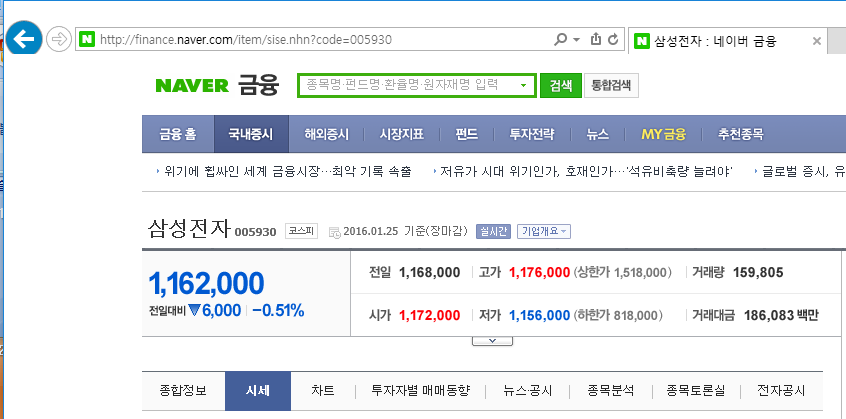 http://finance.naver.com/item/sise.nhn?code=005930
삼성전자 : 네이버 금융
NAVER 금융
종목명·펀드명·환율명·원자재명 입력
검색
통합검색
금융 홈 국내증시 해외증시 시장지표 펀드 투자전략 뉴스 MY금융 추천종목
위기에 휩싸인 세계 금융시장…최악 기록 속출 저유가 시대 위기인가, 호재인가…'석유비축량 늘려야' 글로벌 증시, 유
삼성전자 005930 코스피 2016.01.25 기준(장마감) 실시간 기업개요
1,162,000
전일대비 ▼6,000 -0.51%
전일 1,168,000 고가 1,176,000 (상한가 1,518,000) 거래량 159,805
시가 1,172,000 저가 1,156,000 (하한가 818,000) 거래대금 186,083 백만
종합정보 시세 차트 투자자별 매매동향 뉴스·공시 종목분석 종목토론실 전자공시